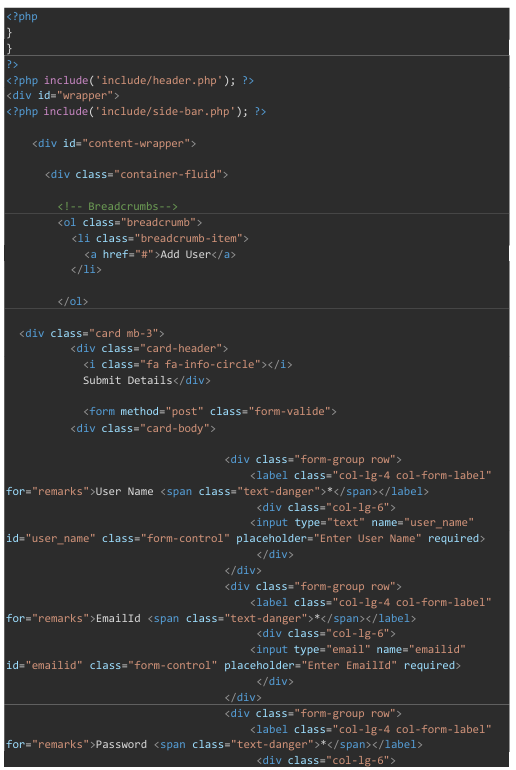 <?php
}
}
?>
<?php include('include/header.php'); ?>
<div id="wrapper">
<?php include('include/side-bar.php'); ?>
<div id="content-wrapper">
<div class="container-fluid">
<!-- Breadcrumbs-->
<ol class="breadcrumb">
<li class="breadcrumb-item">
<a href="#">Add User</a>
</li>
</ol>
<div class="card mb-3">
<div class="card-header">
<i class="fa fa-info-circle"></i>
Submit Details</div>
<form method="post" class="form-valide">
<div class="card-body">
<div class="form-group row">
<label class="col-lg-4 col-form-label"
for="remarks">User Name <span class="text-danger">*</span></label>
<div class="col-lg-6">
<input type="text" name="user_name"
id="user_name" class="form-control" placeholder="Enter User Name" required>
</div>
</div>
<div class="form-group row">
<label class="col-lg-4 col-form-label"
for="remarks">EmailId <span class="text-danger">*</span></label>
<div class="col-lg-6">
<input type="email" name="emailid"
id="emailid" class="form-control" placeholder="Enter EmailId" required>
</div>
</div>
<div class="form-group row">
<label class="col-lg-4 col-form-label"
for="remarks">Password <span class="text-danger">*</span></label>
<div class="col-lg-6">